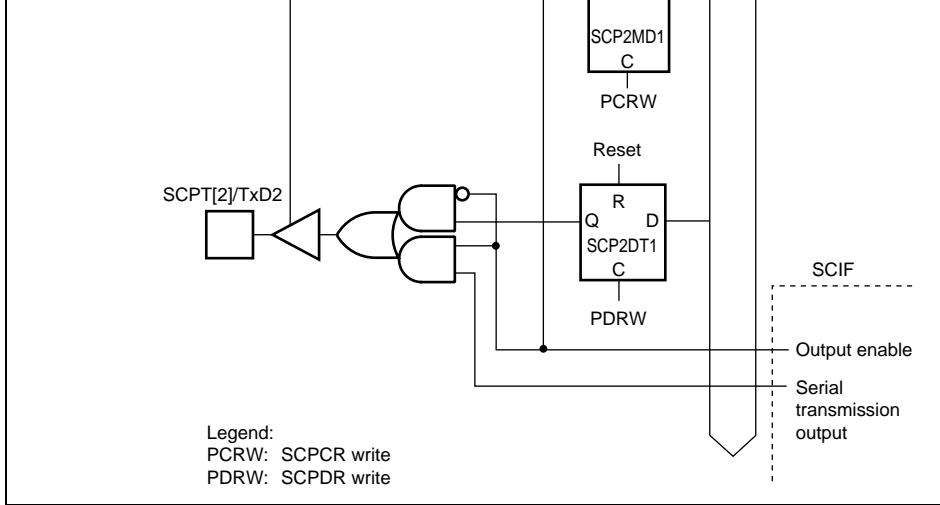 SCP2MD1
C
PCRW
Reset
SCPT[2]/TxD2
R
Q D
SCP2DT1
C
PDRW
SCIF
Output enable
Serial
transmission
output
Legend:
PCRW: SCPCR write
PDRW: SCPDR write